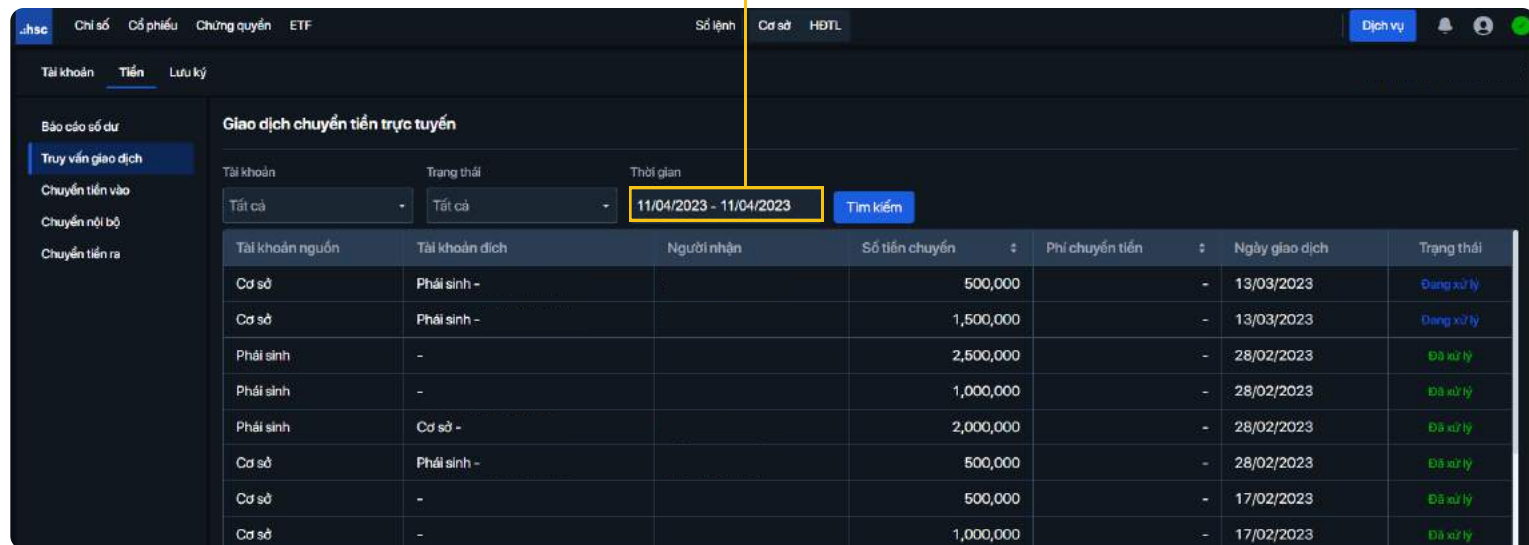 .:hsc Chỉ số Cổ phiếu Chứng quyền ETF Sổ lệnh Cơ sở HĐTL Dịch vụ
Tài khoản Tiền Lưu ký
Báo cáo số dư
Truy vấn giao dịch
Chuyển tiền vào
Chuyển nội bộ
Chuyển tiền ra
Giao dịch chuyển tiền trực tuyến
Tài khoản Trạng thái Thời gian
Tất cả Tất cả 11/04/2023 - 11/04/2023 Tìm kiếm
Tài khoản nguồn Tài khoản đích Người nhận Số tiền chuyển Phí chuyển tiền Ngày giao dịch Trạng thái
Cơ sở Phái sinh - 500,000 - 13/03/2023 Đang xử lý
Cơ sở Phái sinh - 1,500,000 - 13/03/2023 Đang xử lý
Phái sinh - 2,500,000 - 28/02/2023 Đã xử lý
Phái sinh - 1,000,000 - 28/02/2023 Đã xử lý
Phái sinh Cơ sở - 2,000,000 - 28/02/2023 Đã xử lý
Cơ sở Phái sinh - 500,000 - 28/02/2023 Đã xử lý
Cơ sở - 500,000 - 17/02/2023 Đã xử lý
Cơ sở - 1,000,000 - 17/02/2023 Đã xử lý